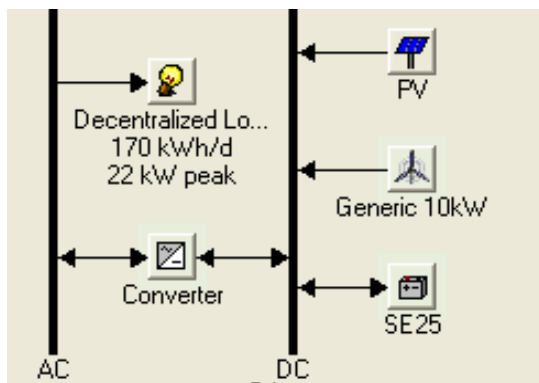 PV
Decentralized Lo...
170 kWh/d
22 kW peak
Generic 10kW
Converter
SE25
AC
DC